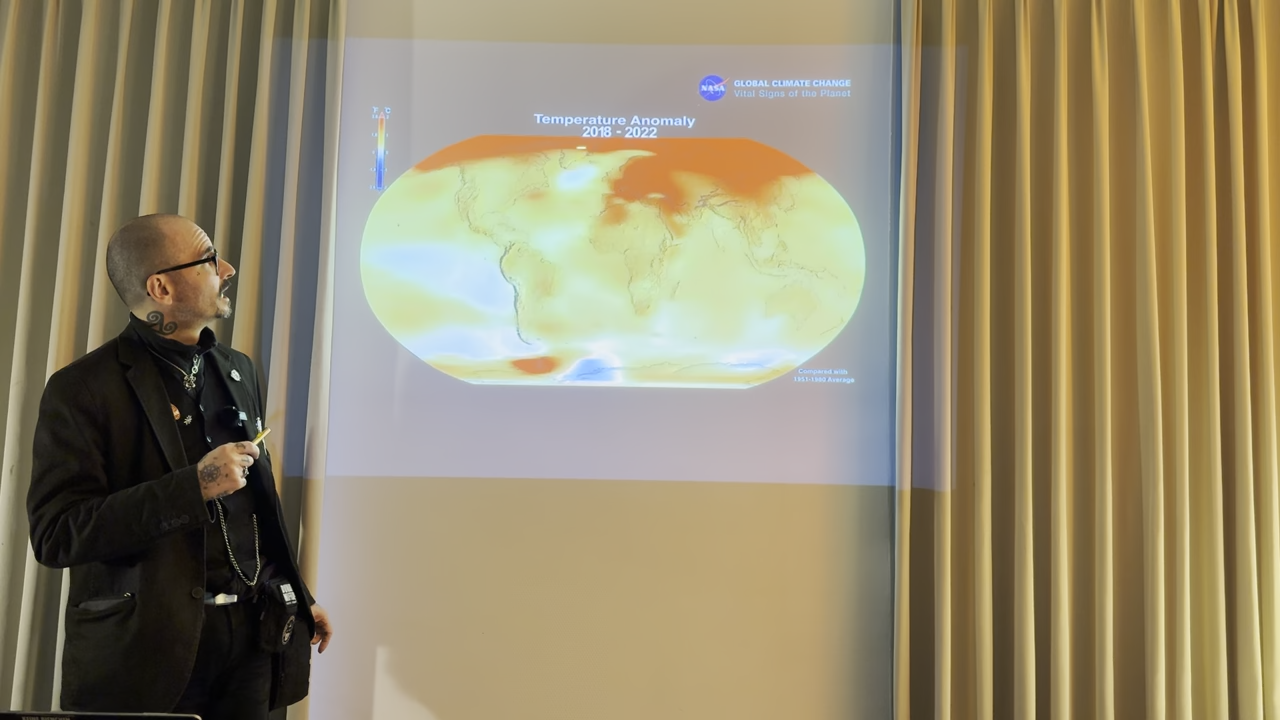 NASA
GLOBAL CLIMATE CHANGE
Vital Signs of the Planet
°F °C
Temperature Anomaly
2018 - 2022
Compared with
1951-1980 Average